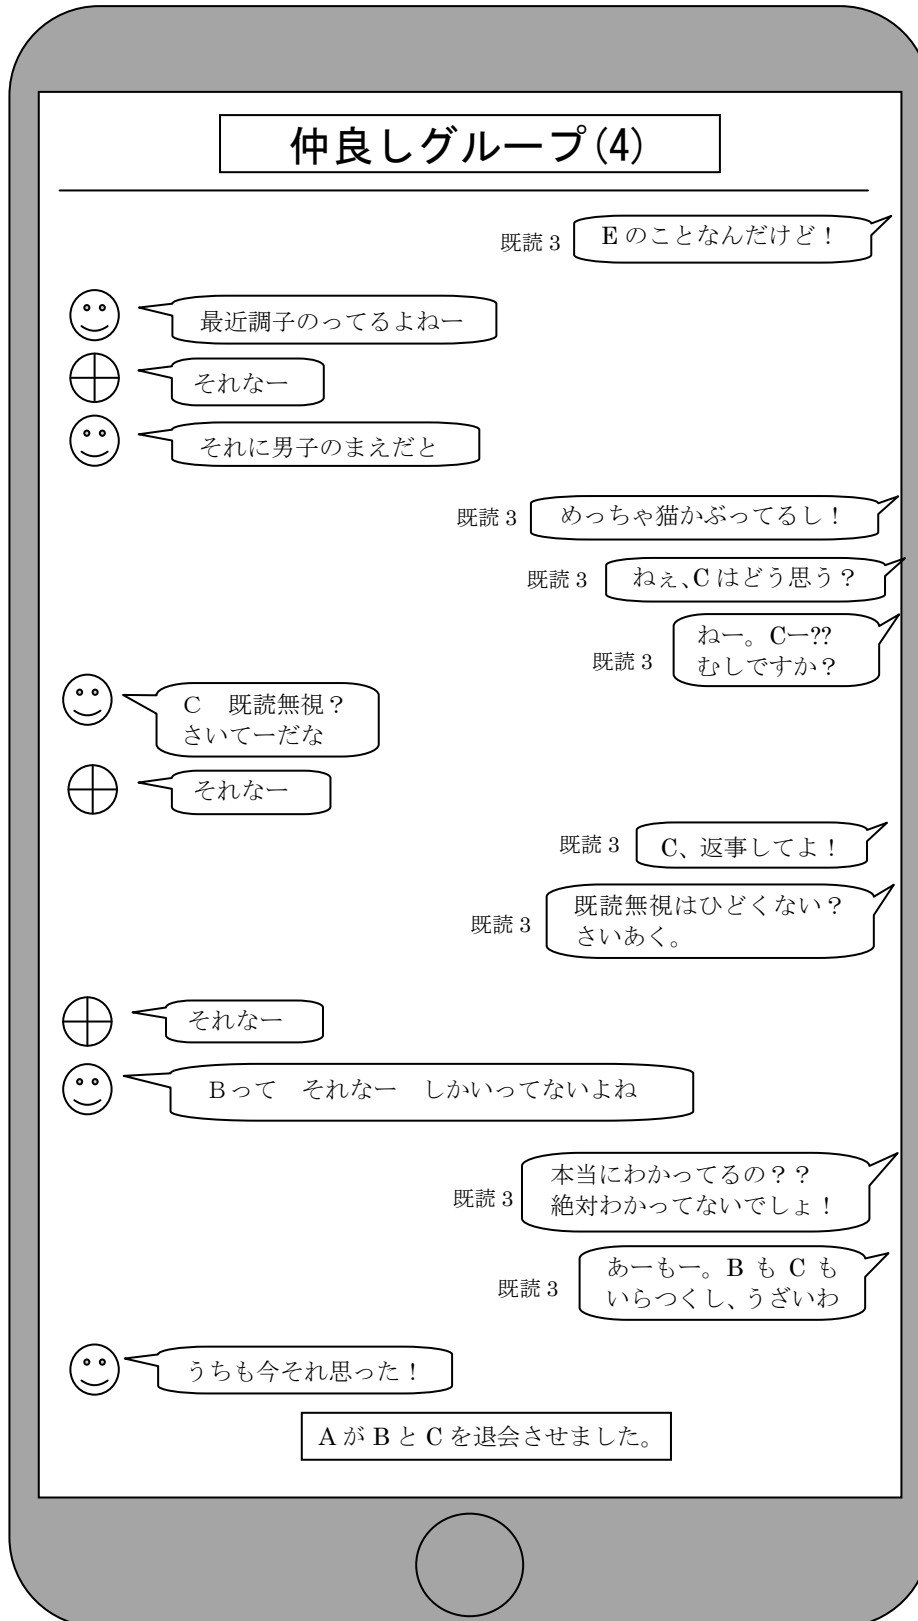 仲良しグループ(4)
既読 3
E のことなんだけど！
最近調子のってるよねー
それなー
それに男子のまえだと
既読 3
めっちゃ猫かぶってるし！
既読 3
ねぇ、C はどう思う？
既読 3
ねー。Cー??
むしですか？
C　既読無視？
さいてーだな
それなー
既読 3
C、返事してよ！
既読 3
既読無視はひどくない？
さいあく。
それなー
Bって　それなー　しかいってないよね
既読 3
本当にわかってるの？？
絶対わかってないでしょ！
既読 3
あーもー。B も C も
いらつくし、うざいわ
うちも今それ思った！
A が B と C を退会させました。